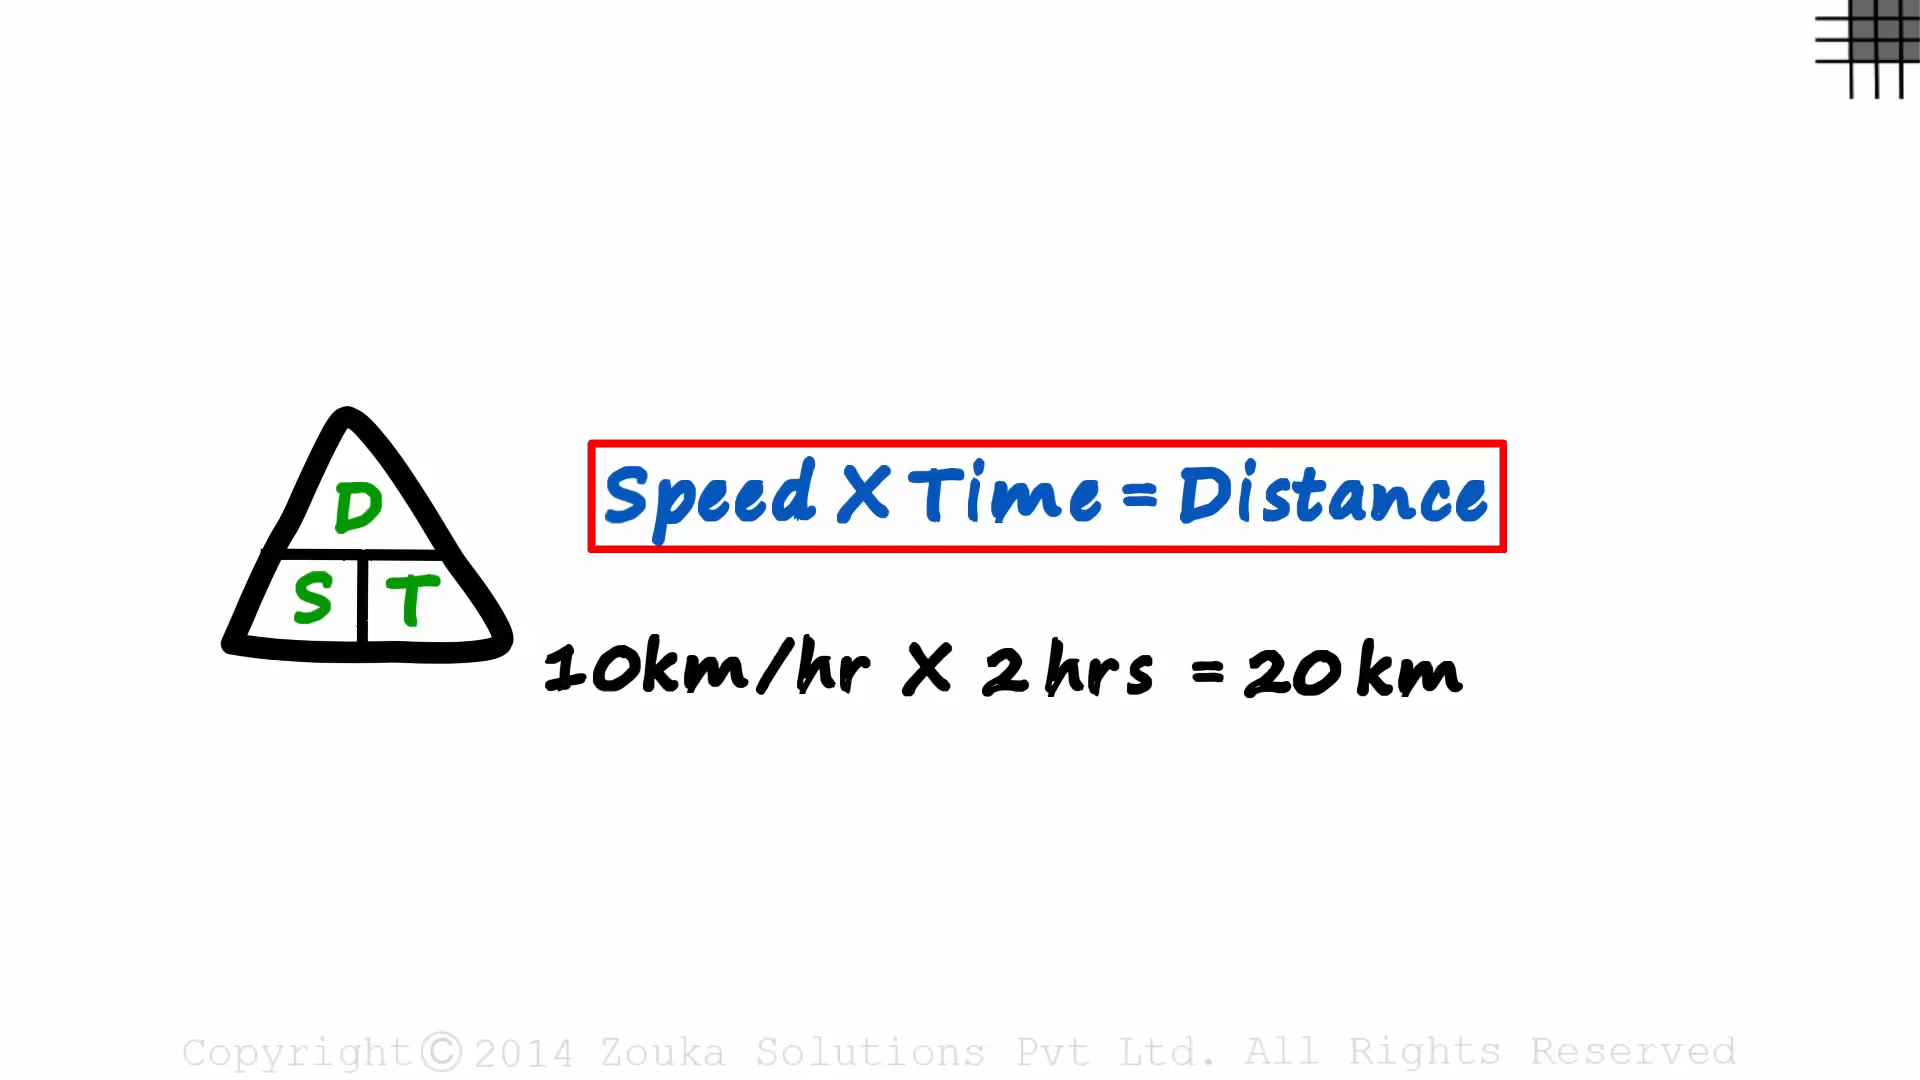 D
S T
Speed X Time = Distance
10km/hr X 2 hrs = 20 km
Copyright©2014 Zouka Solutions Pvt Ltd. All Rights Reserved